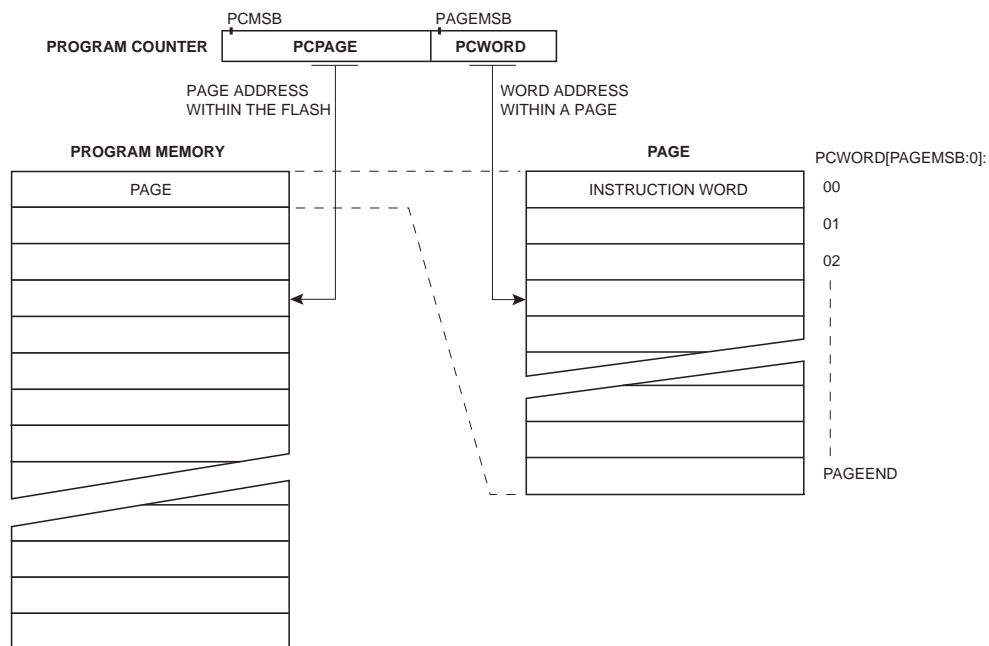 PCMSB
PAGEMSB
PROGRAM COUNTER
PCPAGE
PCWORD
PAGE ADDRESS
WITHIN THE FLASH
WORD ADDRESS
WITHIN A PAGE
PROGRAM MEMORY
PAGE
PCWORD[PAGEMSB:0]:
PAGE
INSTRUCTION WORD
00
01
02
PAGEEND